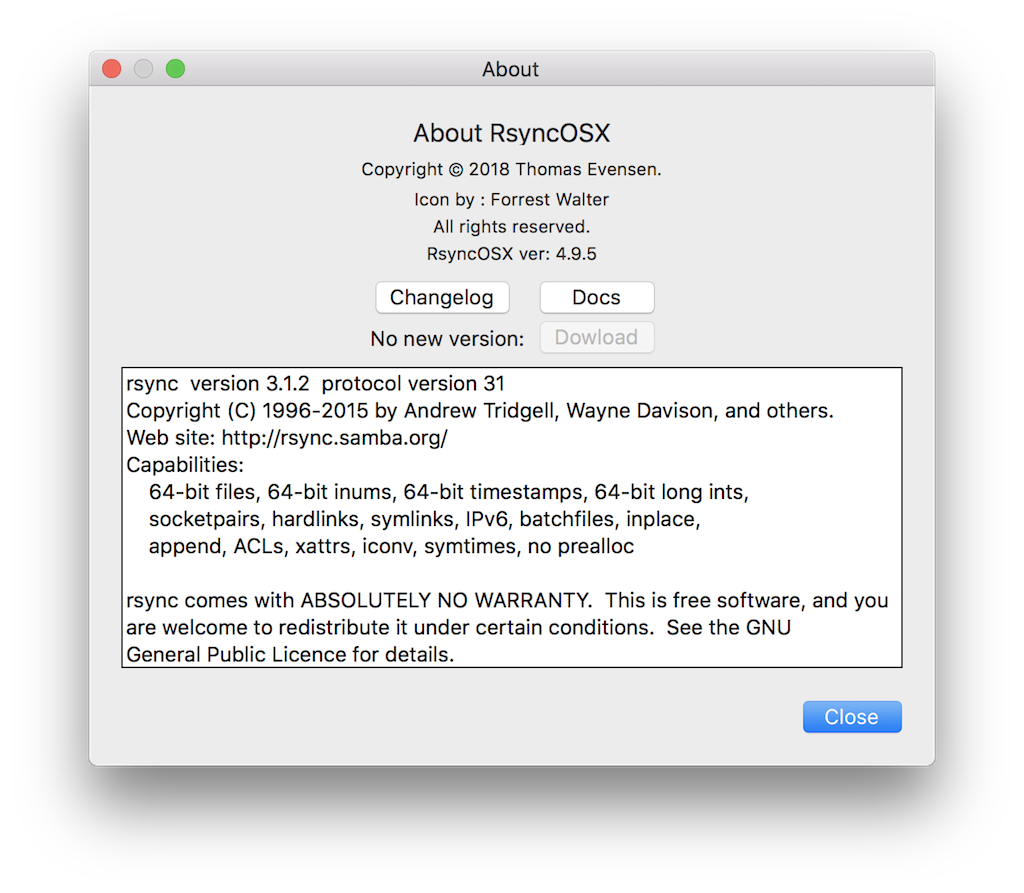 About
About RsyncOSX
Copyright © 2018 Thomas Evensen.
Icon by : Forrest Walter
All rights reserved.
RsyncOSX ver: 4.9.5
Changelog Docs
No new version: Dowload
rsync  version 3.1.2  protocol version 31
Copyright (C) 1996-2015 by Andrew Tridgell, Wayne Davison, and others.
Web site: http://rsync.samba.org/
Capabilities:
    64-bit files, 64-bit inums, 64-bit timestamps, 64-bit long ints,
    socketpairs, hardlinks, symlinks, IPv6, batchfiles, inplace,
    append, ACLs, xattrs, iconv, symtimes, no prealloc
rsync comes with ABSOLUTELY NO WARRANTY.  This is free software, and you
are welcome to redistribute it under certain conditions.  See the GNU
General Public Licence for details.
Close